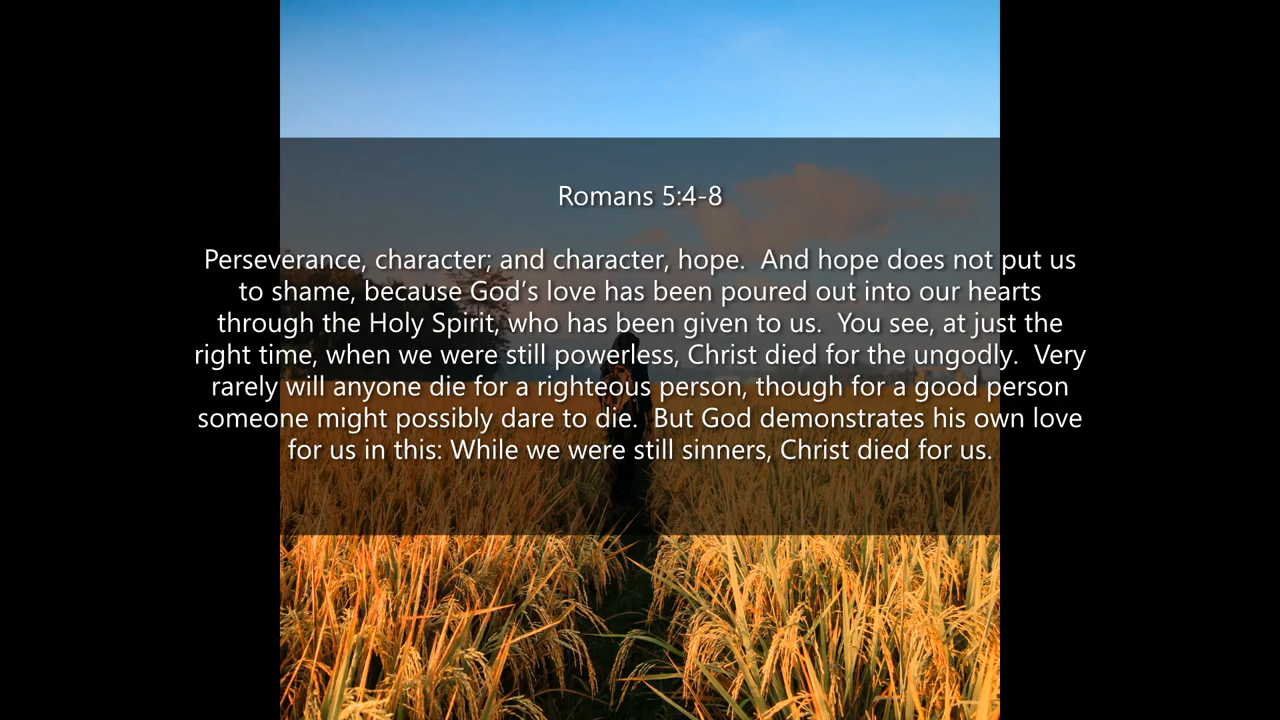 Romans 5:4-8
Perseverance, character; and character, hope.  And hope does not put us
to shame, because God’s love has been poured out into our hearts
through the Holy Spirit, who has been given to us.  You see, at just the
right time, when we were still powerless, Christ died for the ungodly.  Very
rarely will anyone die for a righteous person, though for a good person
someone might possibly dare to die.  But God demonstrates his own love
for us in this: While we were still sinners, Christ died for us.